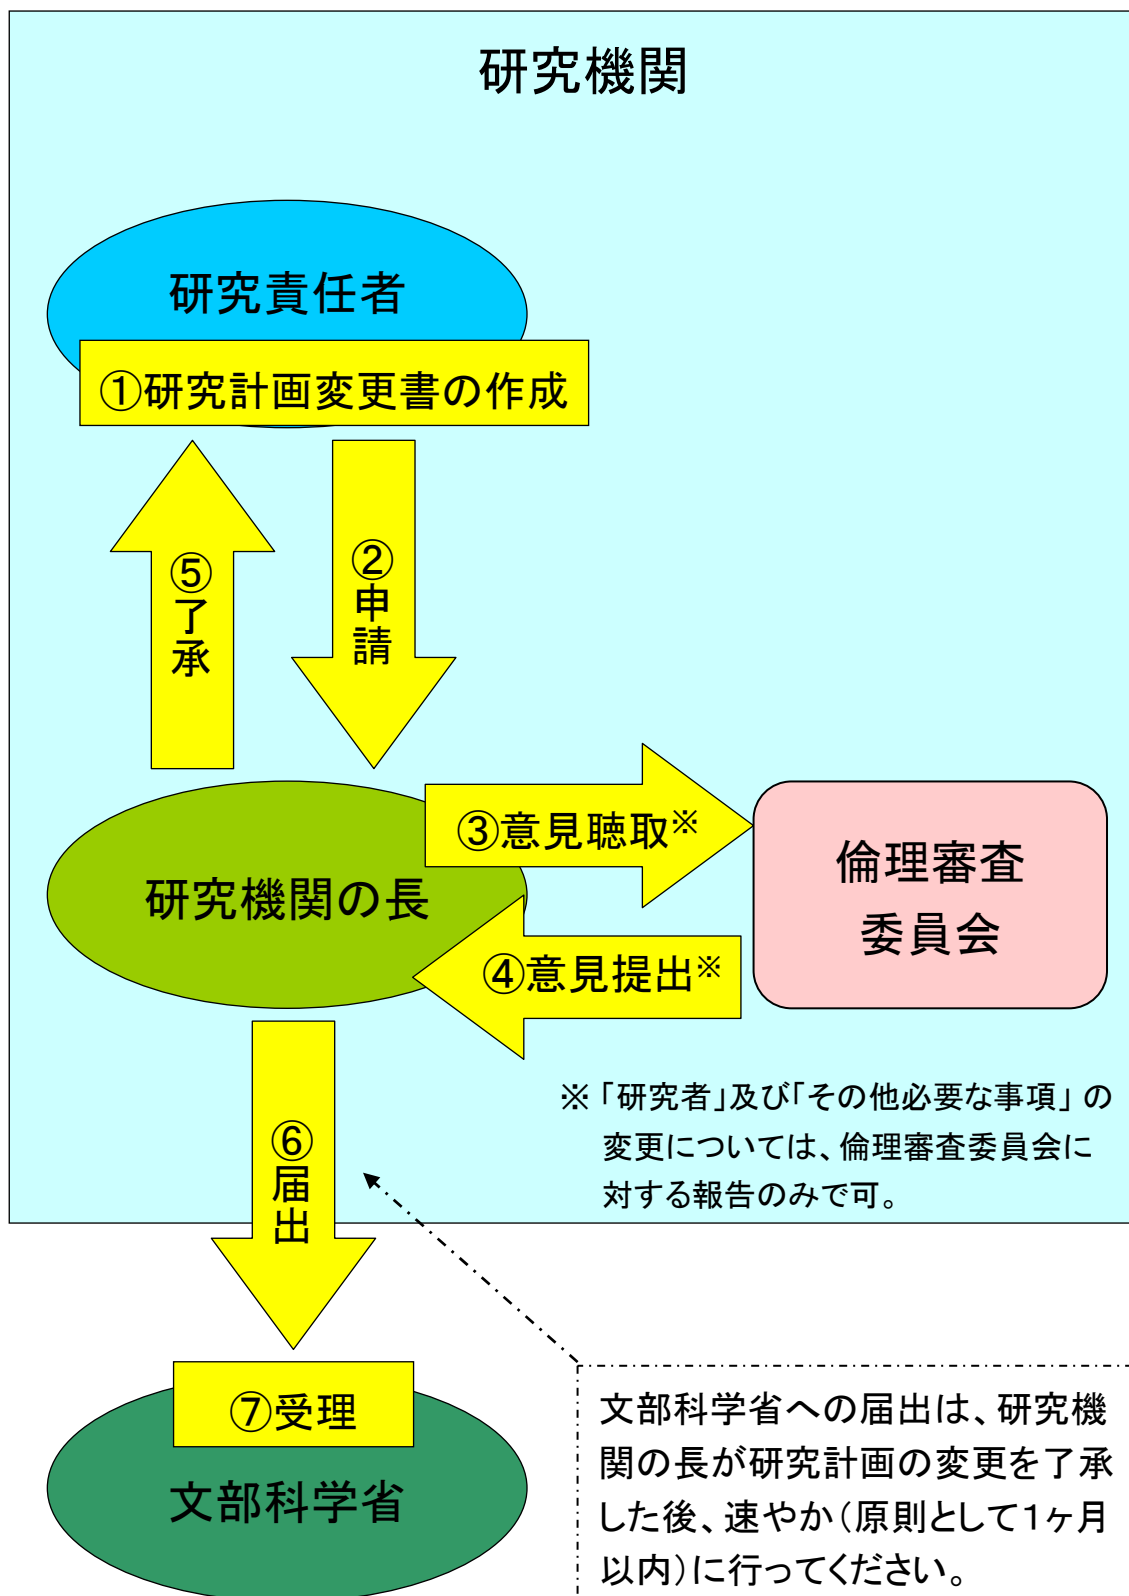 研究機関
研究責任者
①研究計画変更書の作成
⑤了承
②申請
③意見聴取※
研究機関の長
④意見提出※
倫理審査
委員会
※「研究者」及び「その他必要な事項」の
変更については、倫理審査委員会に
対する報告のみで可。
⑥届出
⑦受理
文部科学省
文部科学省への届出は、研究機
関の長が研究計画の変更を了承
した後、速やか（原則として１ヶ月
以内）に行ってください。